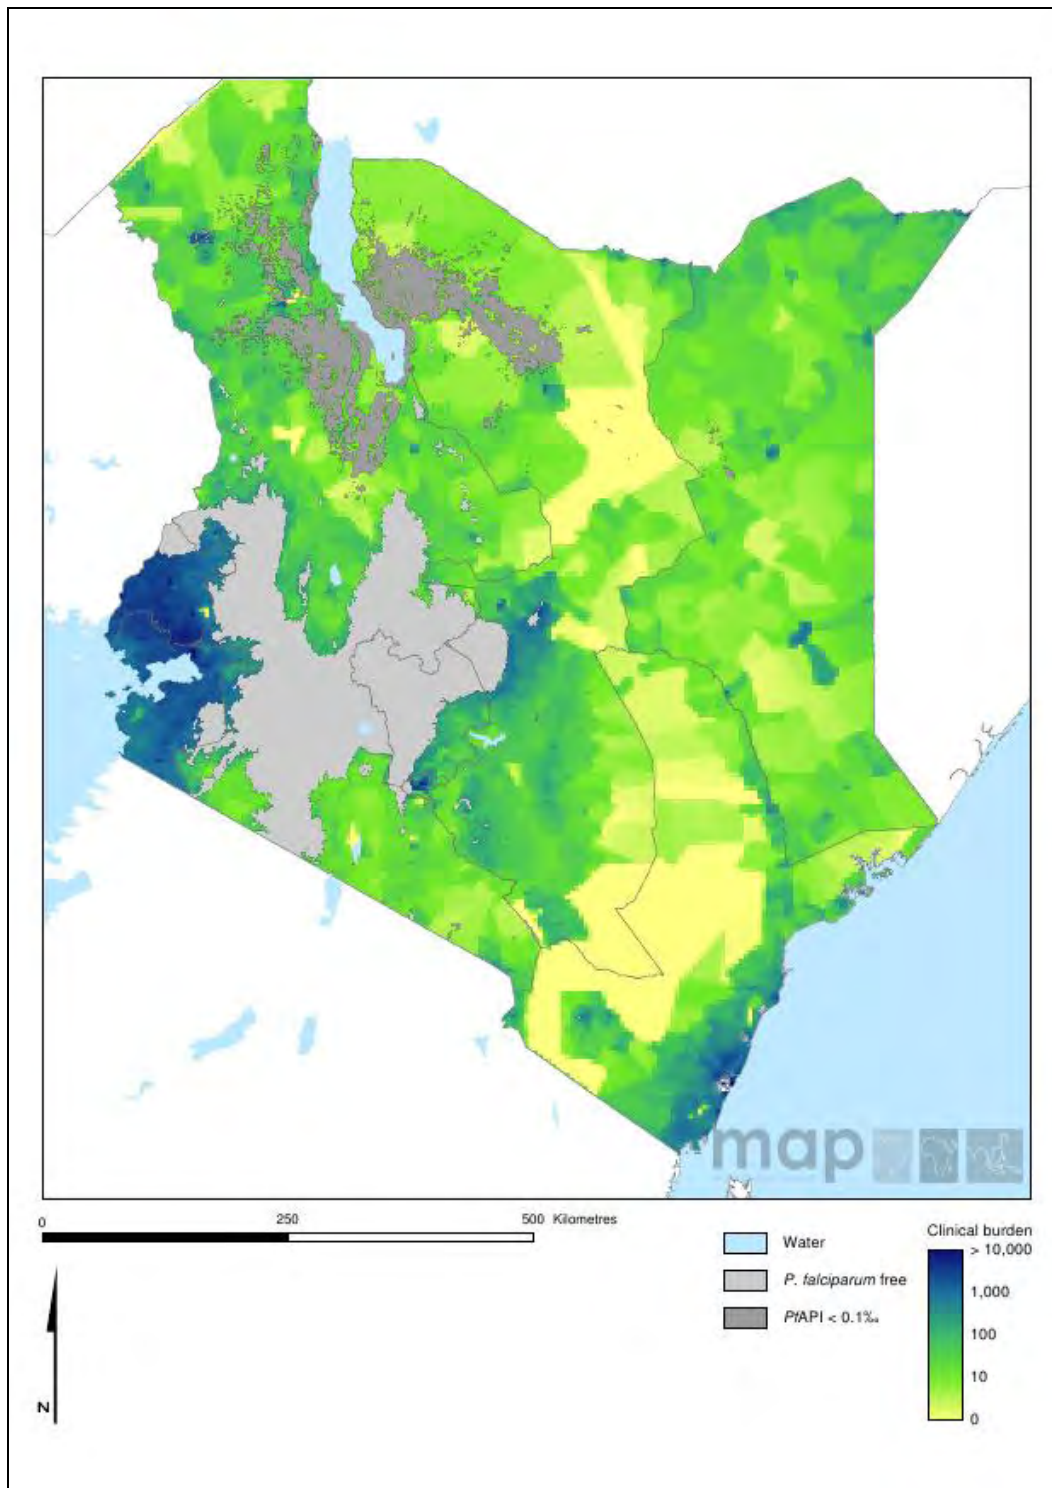 map
0 250 500 Kilometres
Water
P. falciparum free
PfAPI < 0.1‰
Clinical burden
> 10,000
1,000
100
10
0
N